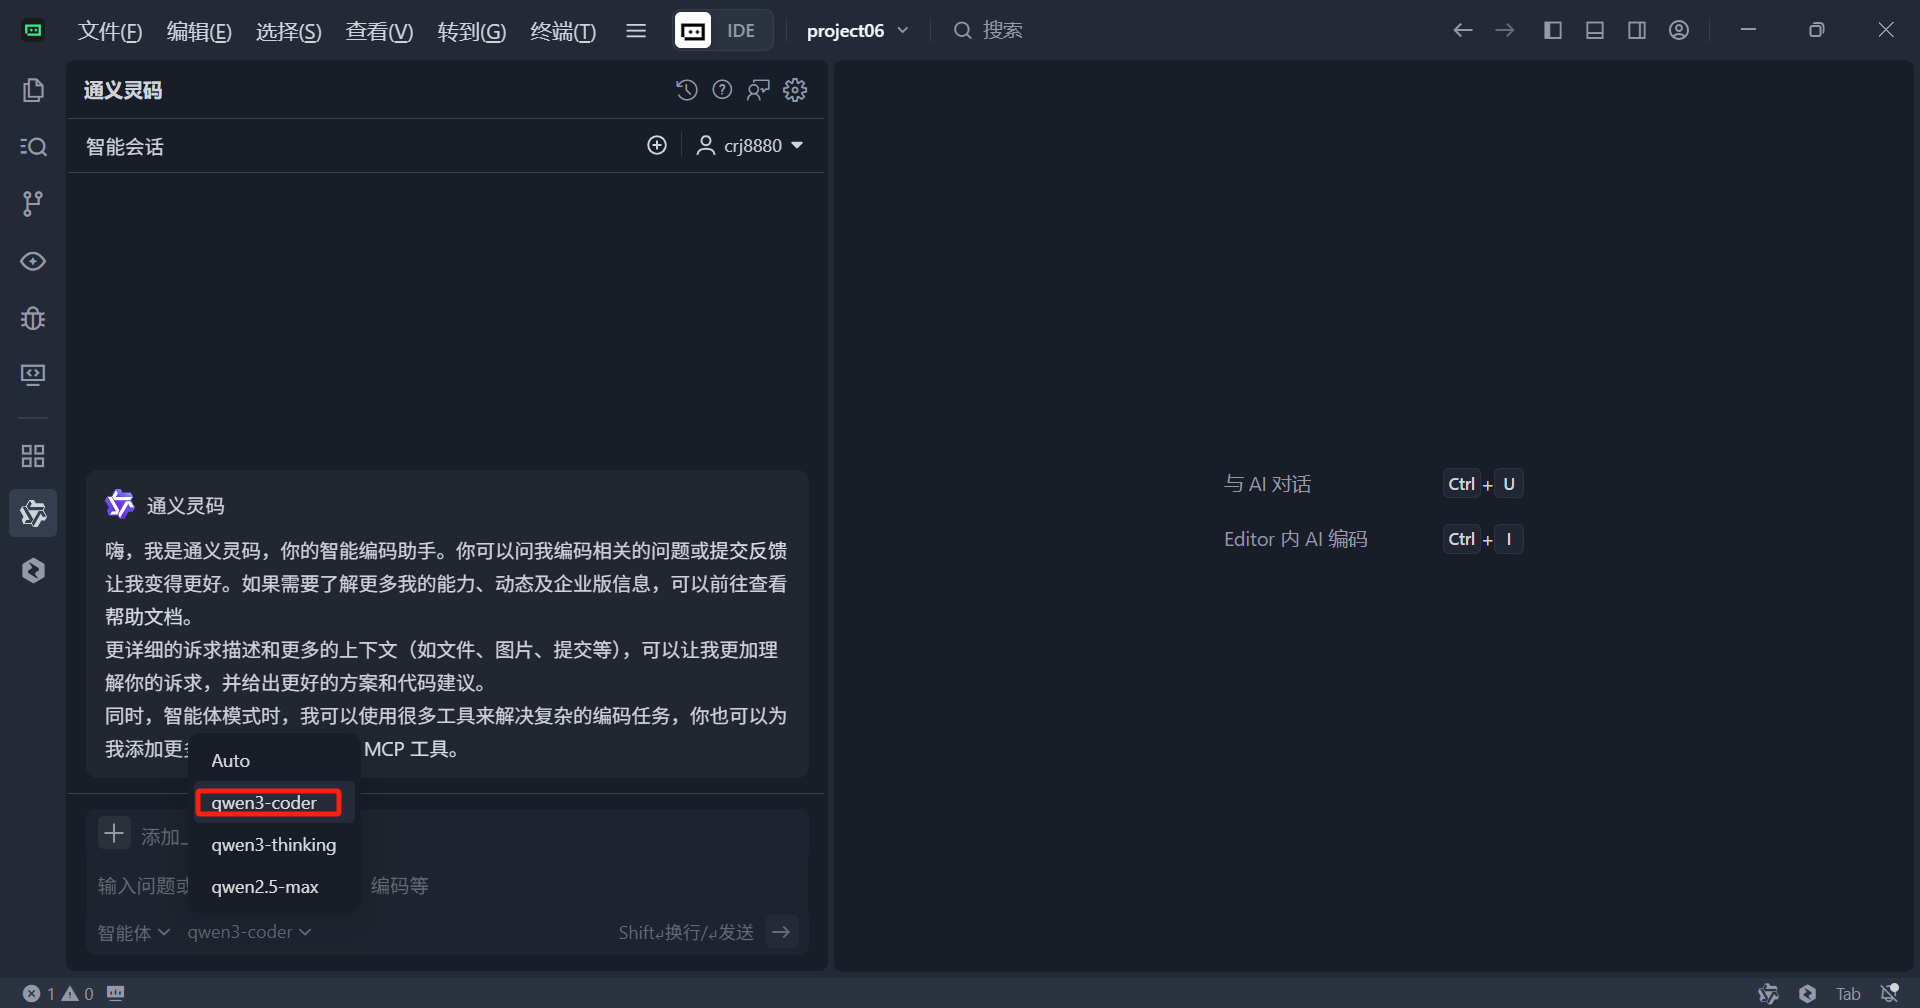 文件(F) 编辑(E) 选择(S) 查看(V) 转到(G) 终端(T) IDE project06 搜索
通义灵码
智能会话 crj8880
通义灵码
嗨，我是通义灵码，你的智能编码助手。你可以问我编码相关的问题或提交反馈
让我变得更好。如果需要了解更多我的能力、动态及企业版信息，可以前往查看
帮助文档。
更详细的诉求描述和更多的上下文（如文件、图片、提交等），可以让我更加理
解你的诉求，并给出更好的方案和代码建议。
同时，智能体模式时，我可以使用很多工具来解决复杂的编码任务，你也可以为
我添加更 MCP 工具。
Auto
qwen3-coder
qwen3-thinking
qwen2.5-max
添加
输入问题或 编码等
智能体 qwen3-coder Shift↲换行/↲发送
与 AI 对话 Ctrl + U
Editor 内 AI 编码 Ctrl + I
1 0 Tab